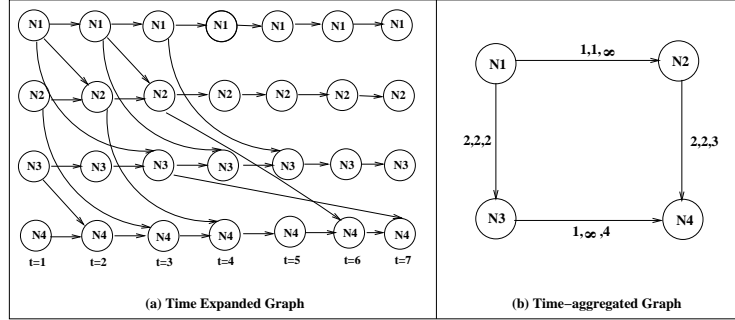 N1 N1 N1 N1 N1 N1 N1
N2 N2 N2 N2 N2 N2 N2
N3 N3 N3 N3 N3 N3 N3
N4 N4 N4 N4 N4 N4 N4
t=1 t=2 t=3 t=4 t=5 t=6 t=7
(a) Time Expanded Graph
1,1,∞
N1 N2
2,2,2 2,2,3
N3 N4
1,∞,4
(b) Time-aggregated Graph